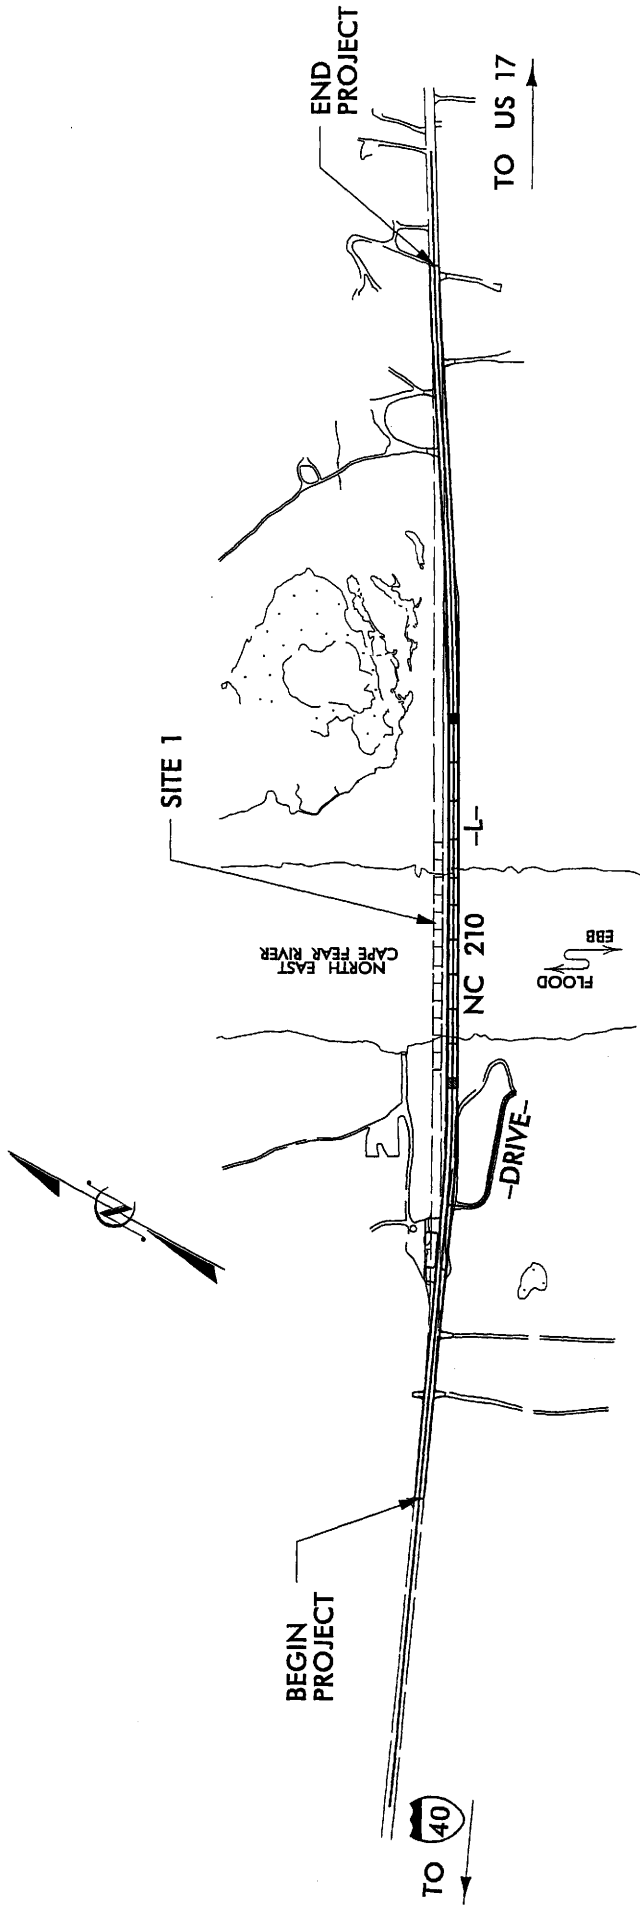 END
PROJECT
TO US 17
SITE 1
NORTH EAST
CAPE FEAR RIVER
NC 210
-L-
FLOOD
EBB
-DRIVE-
N
BEGIN
PROJECT
TO 40